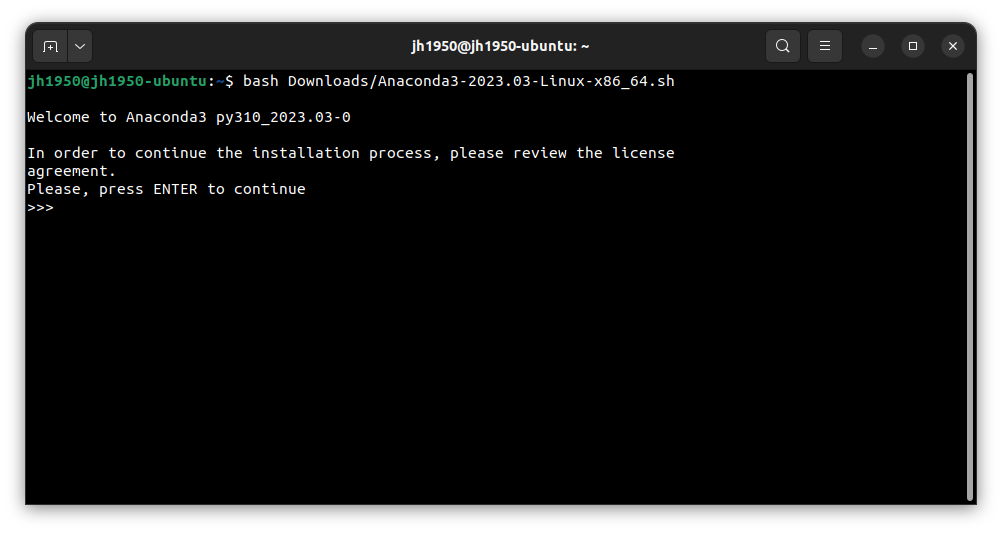 jh1950@jh1950-ubuntu: ~
jh1950@jh1950-ubuntu:~$ bash Downloads/Anaconda3-2023.03-Linux-x86_64.sh
Welcome to Anaconda3 py310_2023.03-0
In order to continue the installation process, please review the license
agreement.
Please, press ENTER to continue
>>>